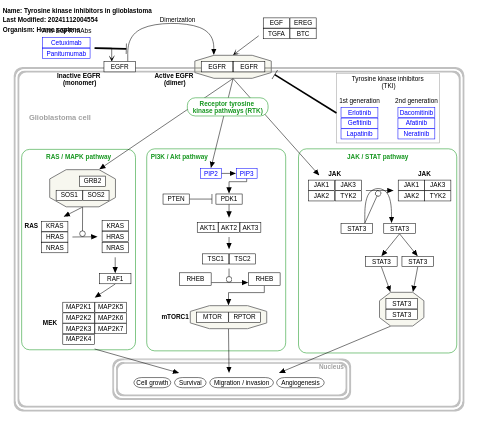 Name: Tyrosine kinase inhibitors in glioblastoma
Last Modified: 20241112004554
Organism: Homo sapiens
Anti-EGFR mAbs
Cetuximab
Panitumumab
Dimerization
EGF EREG
TGFA BTC
EGFR
EGFR EGFR
Inactive EGFR
(monomer)
Active EGFR
(dimer)
Tyrosine kinase inhibitors
(TKI)
1st generation 2nd generation
Erlotinib Dacomitinib
Gefitinib Afatinib
Lapatinib Neratinib
Receptor tyrosine
kinase pathways (RTK)
Glioblastoma cell
RAS / MAPK pathway
GRB2
SOS1 SOS2
RAS
KRAS
HRAS
NRAS
KRAS
HRAS
NRAS
RAF1
MEK
MAP2K1 MAP2K5
MAP2K2 MAP2K6
MAP2K3 MAP2K7
MAP2K4
PI3K / Akt pathway
PIP2 PIP3
PTEN PDK1
AKT1 AKT2 AKT3
TSC1 TSC2
RHEB RHEB
mTORC1
MTOR RPTOR
JAK / STAT pathway
JAK JAK
JAK1 JAK3
JAK2 TYK2
JAK1 JAK3
JAK2 TYK2
STAT3 STAT3
STAT3 STAT3
STAT3
STAT3
Nucleus
Cell growth Survival Migration / invasion Angiogenesis